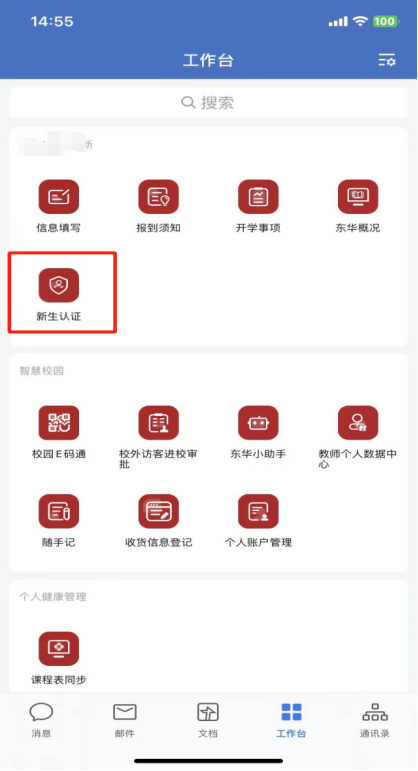 14:55
100
工作台
搜索
新
信息填写
报到须知
开学事项
东华概况
新生认证
智慧校园
校园E码通
校外访客进校审
批
东华小助手
教师个人数据中
心
随手记
收货信息登记
个人账户管理
个人健康管理
课程表同步
消息
邮件
文档
工作台
通讯录